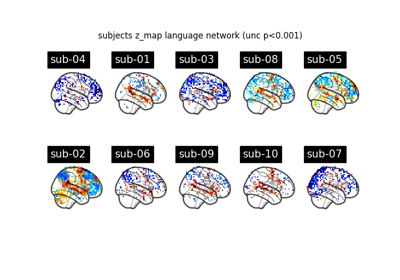 subjects z_map language network (unc p<0.001)
sub-04 sub-01 sub-03 sub-08 sub-05
sub-02 sub-06 sub-09 sub-10 sub-07